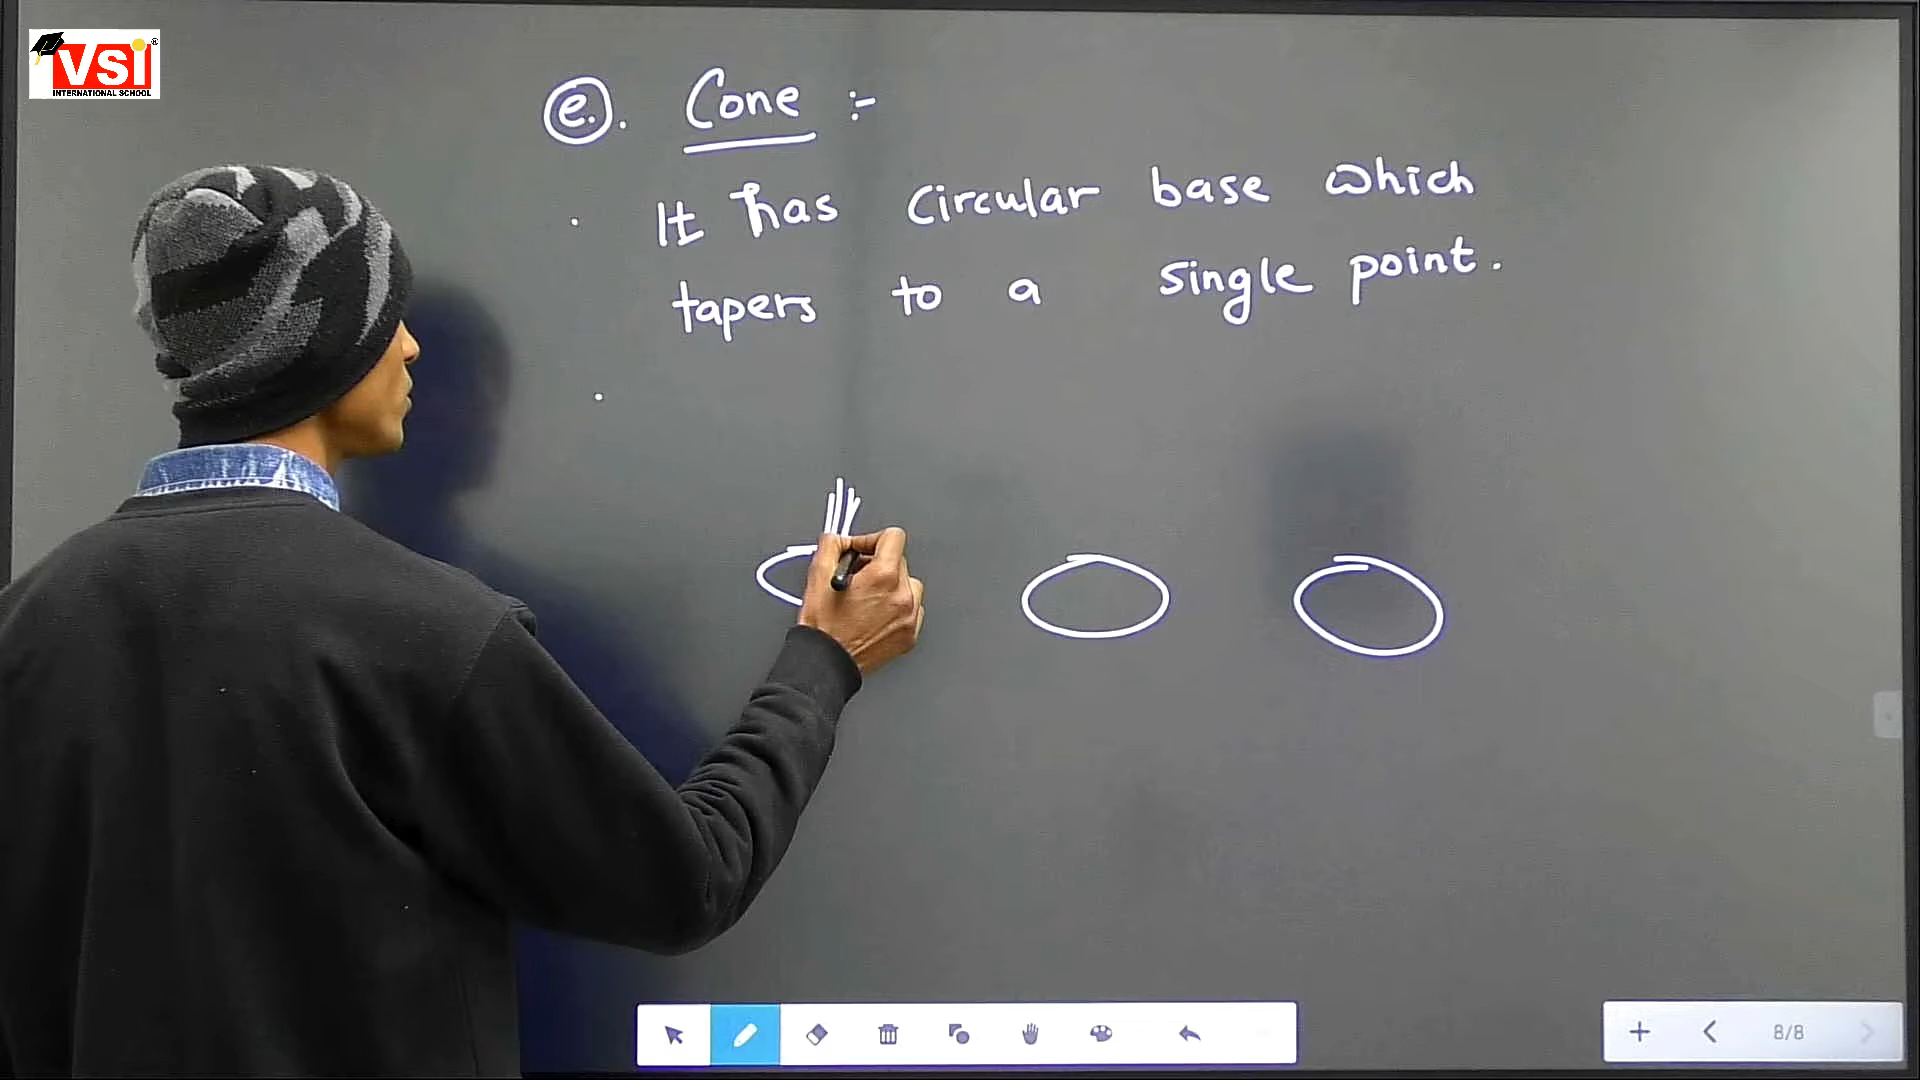 VSI
INTERNATIONAL SCHOOL
e. Cone :-
It has circular base which
tapers to a single point.
8/8